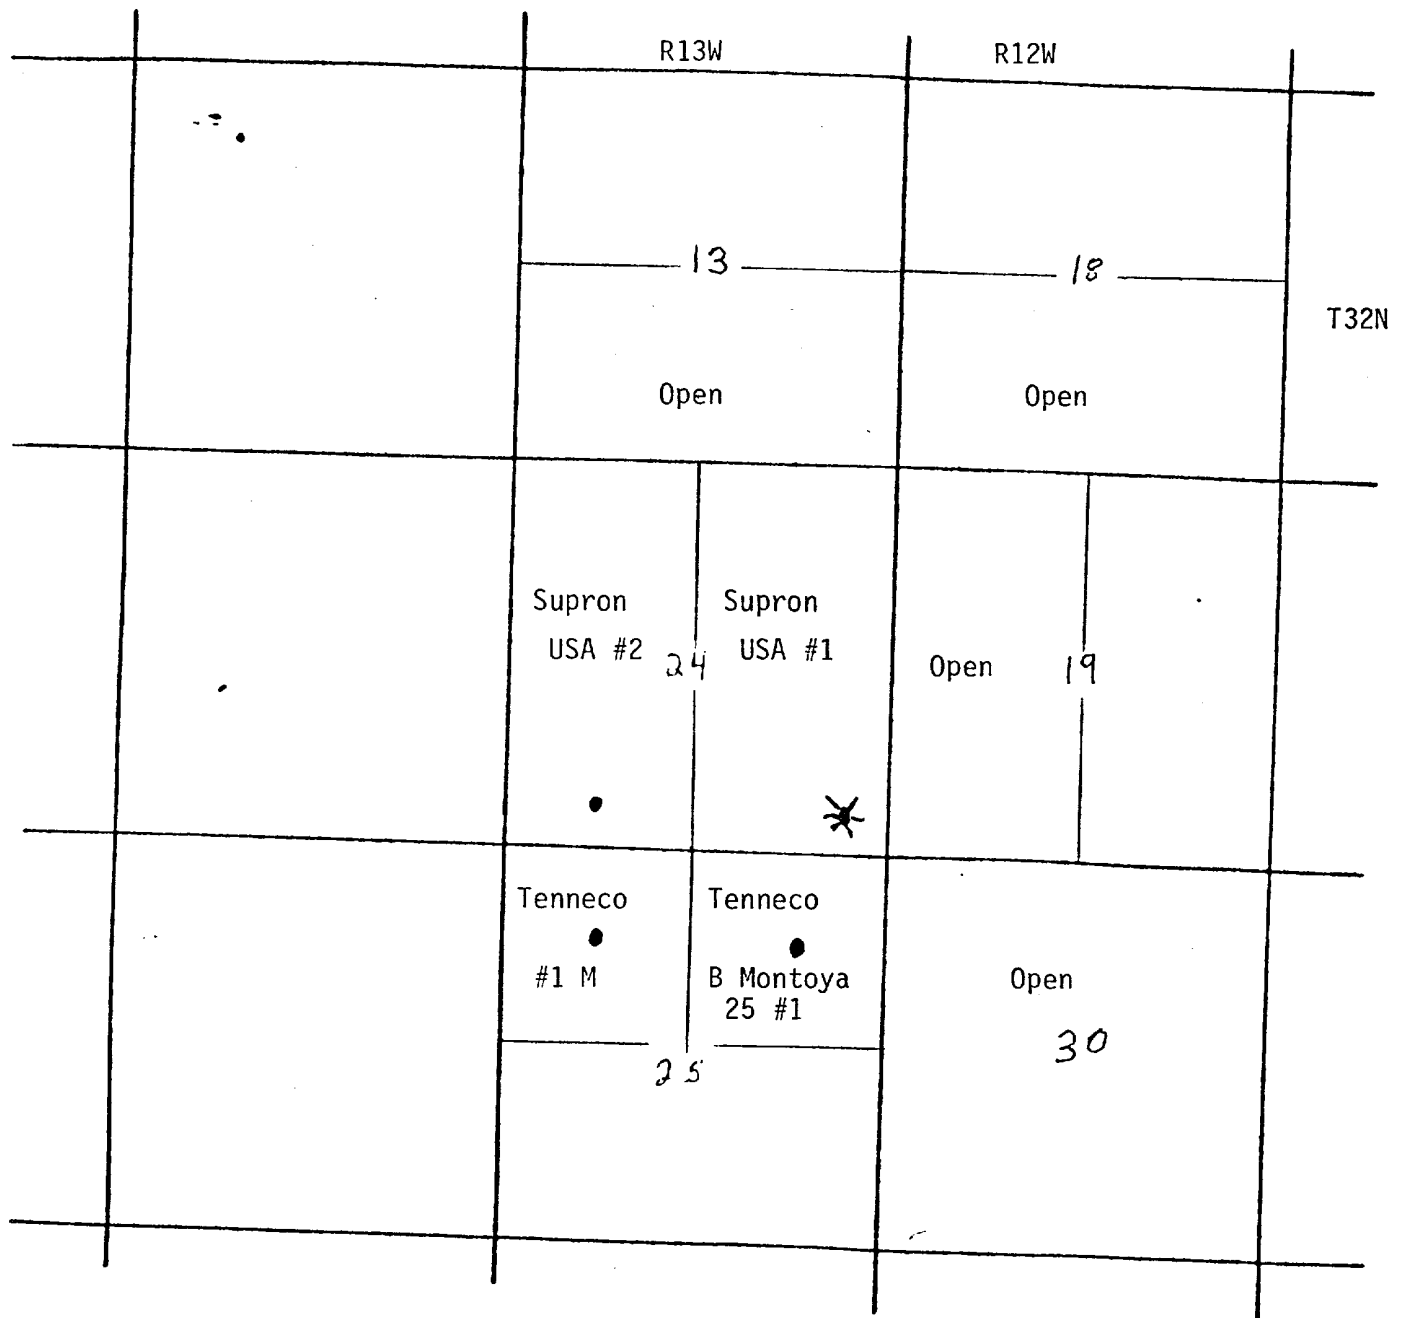 R13W R12W
13 18
T32N
Open Open
Supron Supron
USA #2 24 USA #1
Open 19
Tenneco Tenneco
#1 M B Montoya
25 #1
Open
30
25